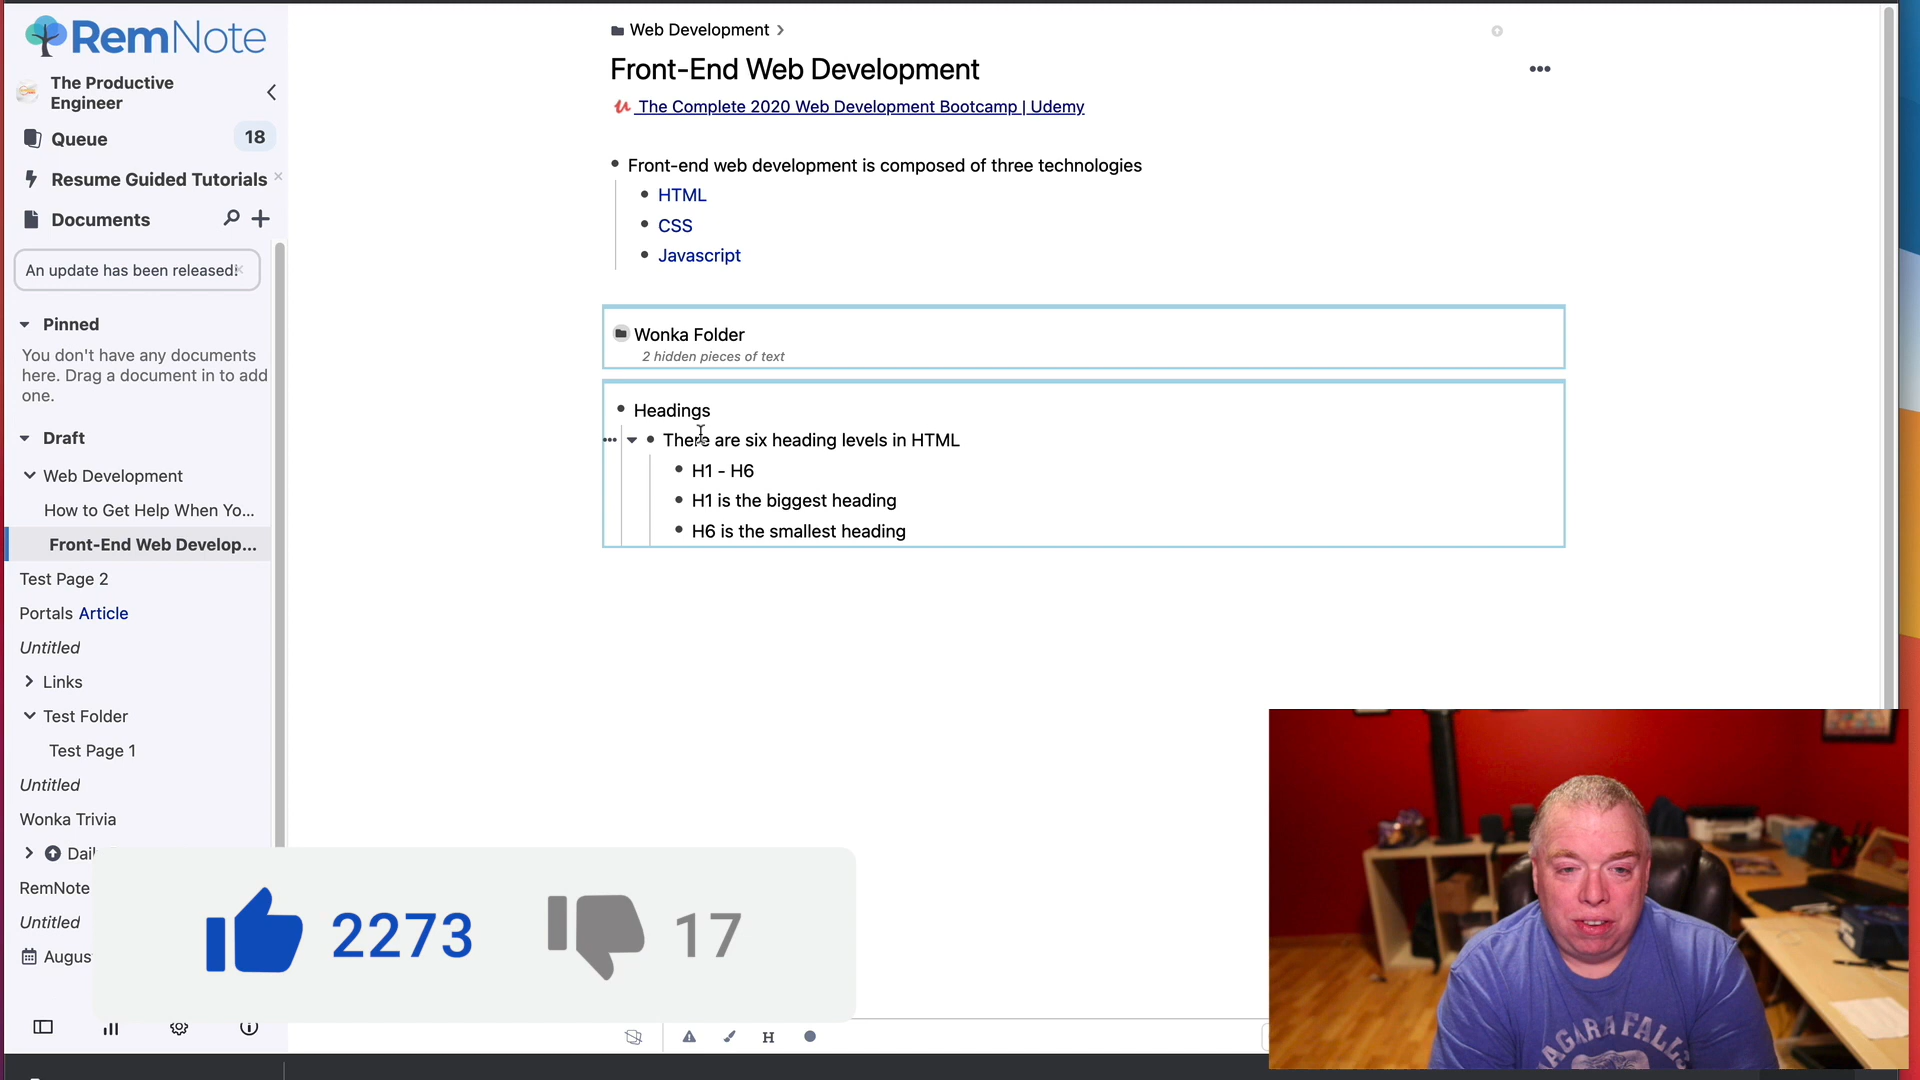 RemNote
The Productive
Engineer
Queue
18
Resume Guided Tutorials
Documents
An update has been released!
Pinned
You don't have any documents
here. Drag a document in to add
one.
Draft
Web Development
How to Get Help When Yo...
Front-End Web Develop...
Test Page 2
Portals Article
Untitled
Links
Test Folder
Test Page 1
Untitled
Wonka Trivia
Dail
RemNote
Untitled
Augus
Web Development
Front-End Web Development
The Complete 2020 Web Development Bootcamp | Udemy
Front-end web development is composed of three technologies
HTML
CSS
Javascript
Wonka Folder
2 hidden pieces of text
Headings
There are six heading levels in HTML
H1 - H6
H1 is the biggest heading
H6 is the smallest heading
2273
17
H
AGARA FALLS